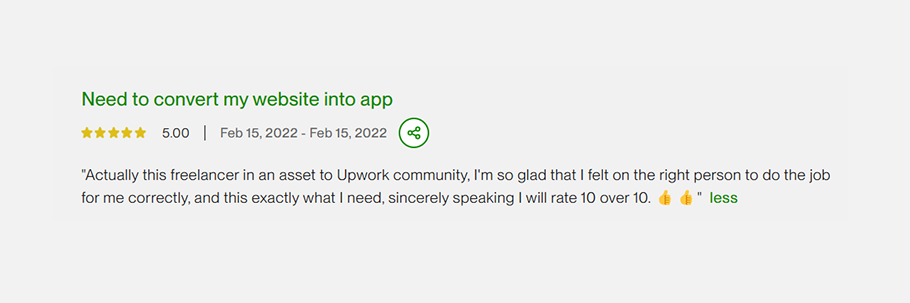 Need to convert my website into app
5.00 | Feb 15, 2022 - Feb 15, 2022
"Actually this freelancer in an asset to Upwork community, I'm so glad that I felt on the right person to do the job
for me correctly, and this exactly what I need, sincerely speaking I will rate 10 over 10. 👍 👍 " less